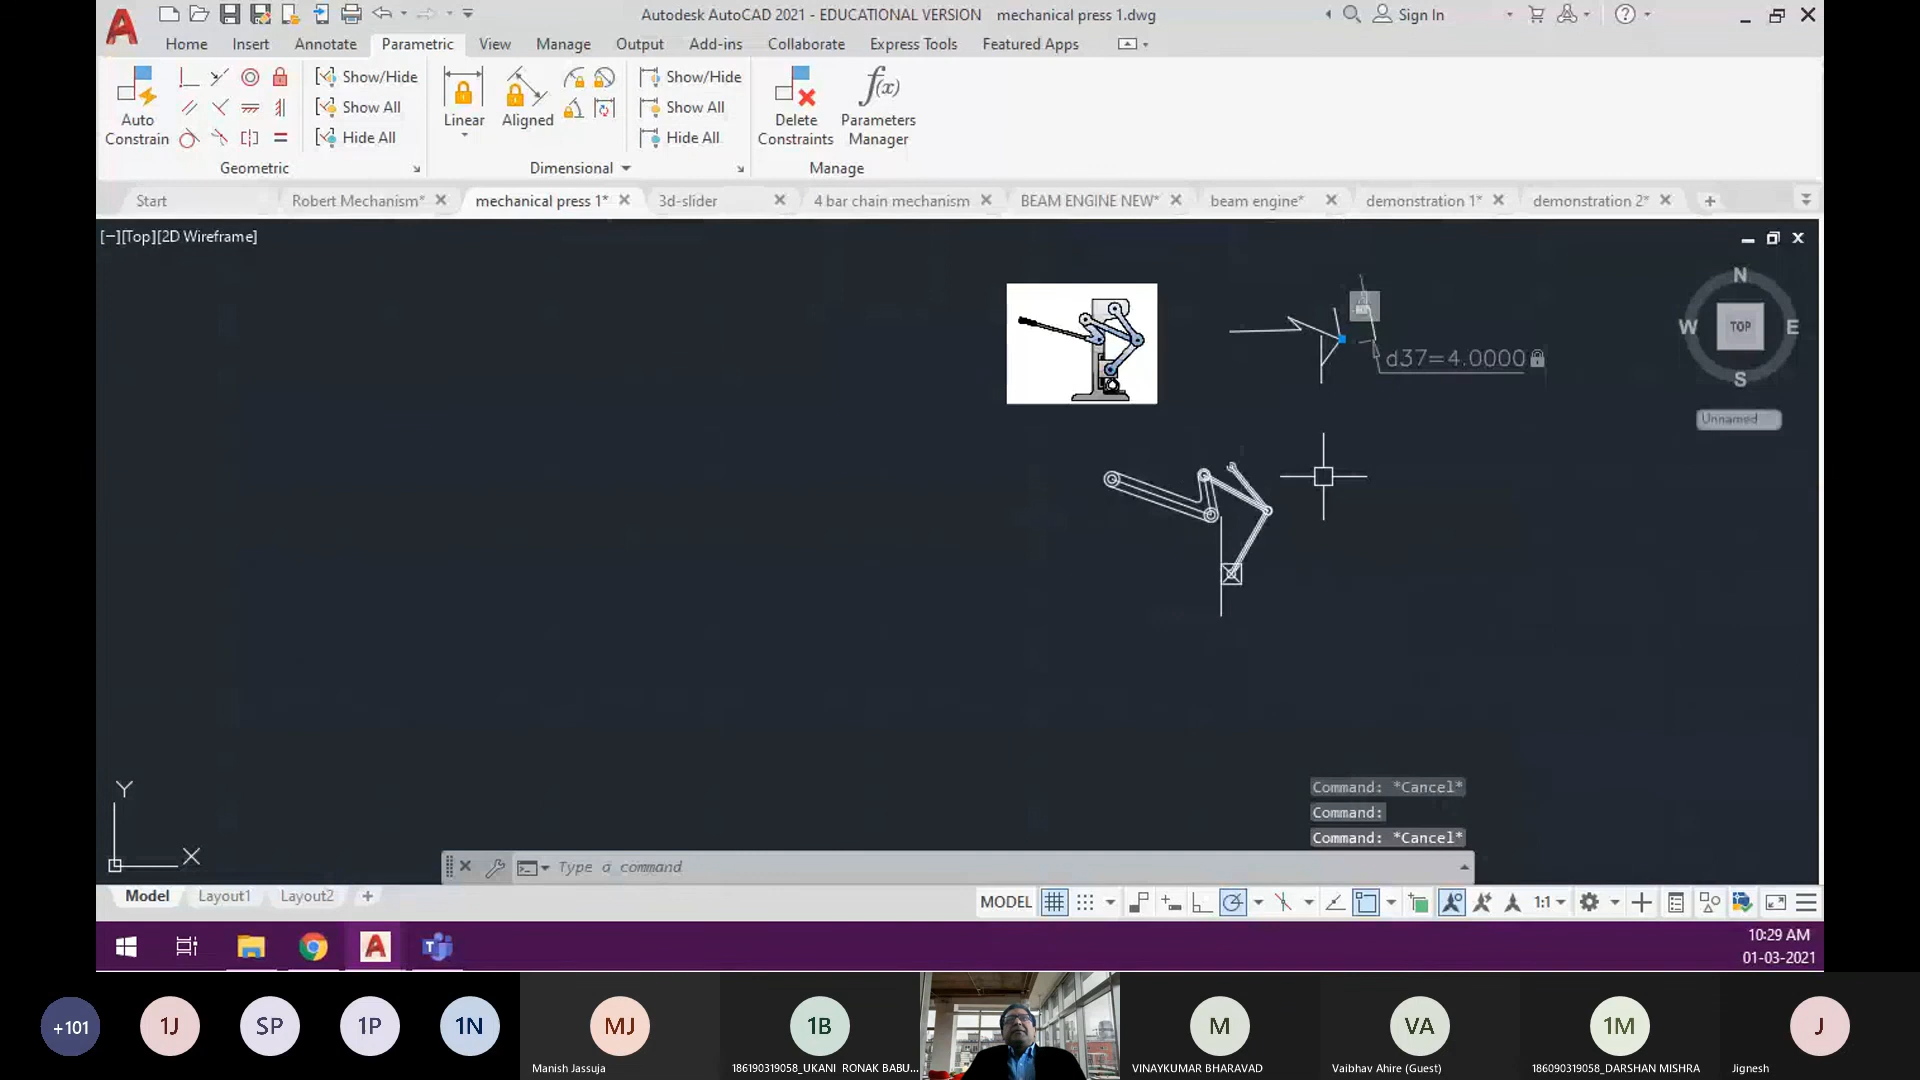 Autodesk AutoCAD 2021 - EDUCATIONAL VERSION mechanical press 1.dwg
Sign In
Home Insert Annotate Parametric View Manage Output Add-ins Collaborate Express Tools Featured Apps
Auto
Constrain
Show/Hide
Show All
Hide All
Linear
Aligned
Show/Hide
Show All
Hide All
Delete
Constraints
Parameters
Manager
Geometric
Dimensional
Manage
Start
Robert Mechanism*
mechanical press 1*
3d-slider
4 bar chain mechanism
BEAM ENGINE NEW*
beam engine*
demonstration 1*
demonstration 2*
[−][Top][2D Wireframe]
N
W
TOP
E
S
Unnamed
d37=4.0000
Y
X
Command: *Cancel*
Command:
Command: *Cancel*
Type a command
Model Layout1 Layout2
MODEL
1:1
10:29 AM
01-03-2021
+101
1J
SP
1P
1N
MJ
Manish Jassuja
1B
186190319058_UKANI RONAK BABU...
M
VINAYKUMAR BHARAVAD
VA
Vaibhav Ahire (Guest)
1M
186090319058_DARSHAN MISHRA
J
Jignesh